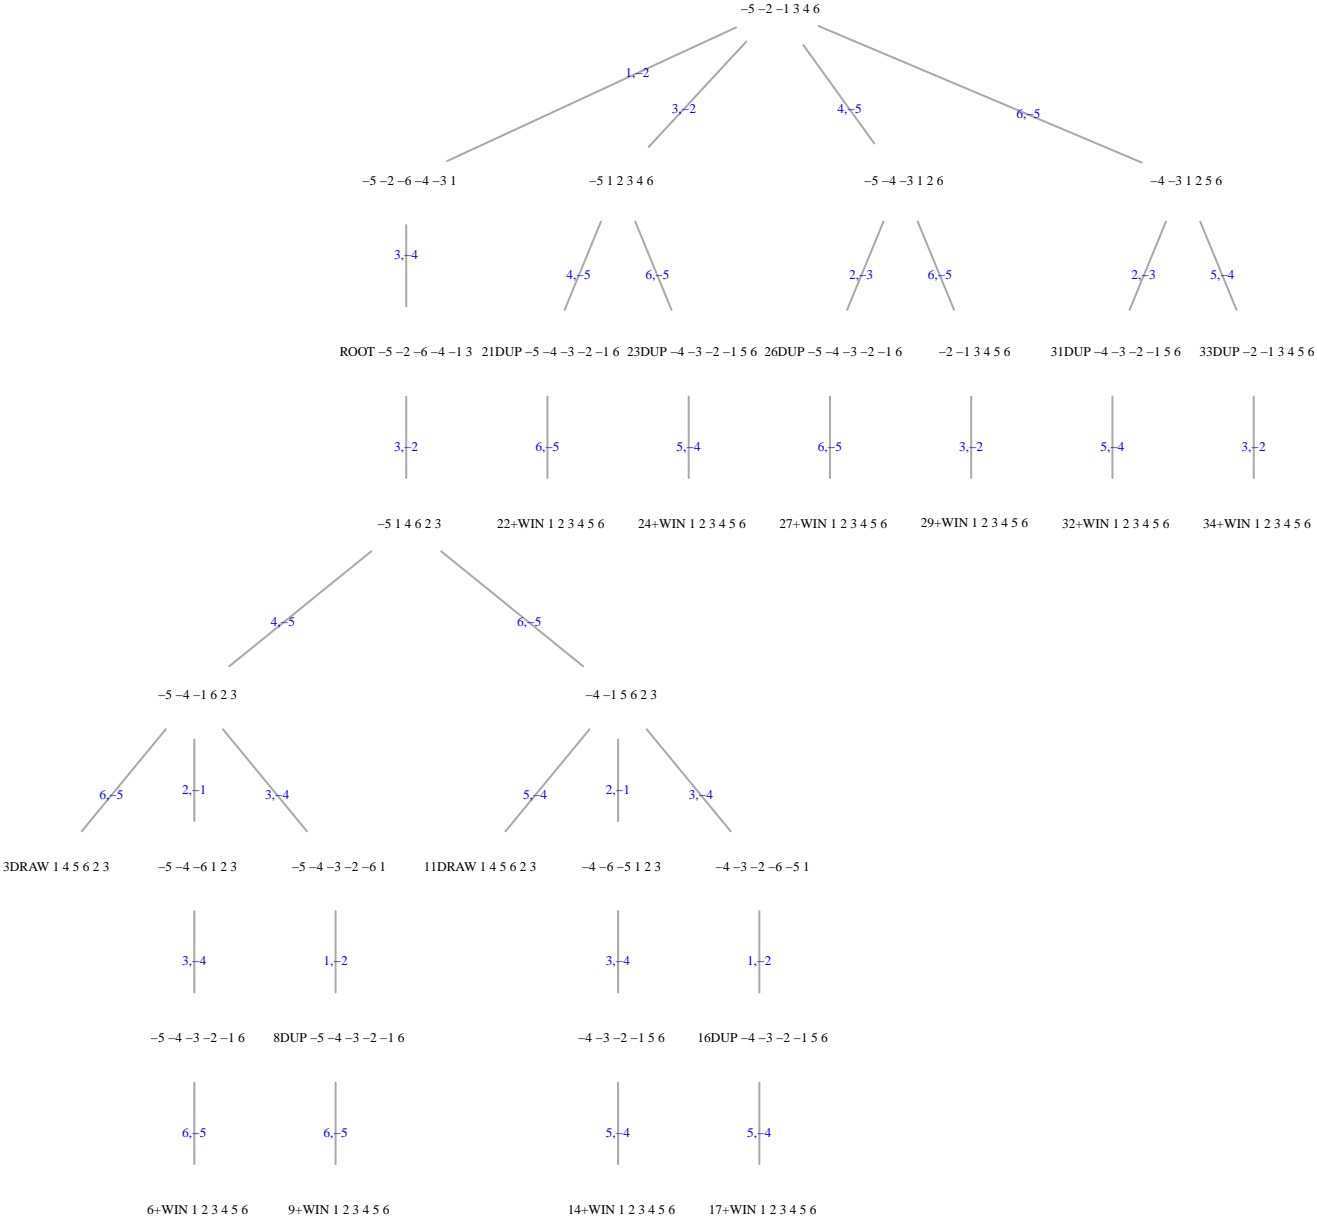 −5 −2 −1 3 4 6
1,−2
3,−2
4,−5
6,−5
−5 −2 −6 −4 −3 1
−5 1 2 3 4 6
−5 −4 −3 1 2 6
−4 −3 1 2 5 6
3,−4
4,−5
6,−5
2,−3
6,−5
2,−3
5,−4
ROOT −5 −2 −6 −4 −1 3
21DUP −5 −4 −3 −2 −1 6
23DUP −4 −3 −2 −1 5 6
26DUP −5 −4 −3 −2 −1 6
−2 −1 3 4 5 6
31DUP −4 −3 −2 −1 5 6
33DUP −2 −1 3 4 5 6
3,−2
6,−5
5,−4
6,−5
3,−2
5,−4
3,−2
−5 1 4 6 2 3
22+WIN 1 2 3 4 5 6
24+WIN 1 2 3 4 5 6
27+WIN 1 2 3 4 5 6
29+WIN 1 2 3 4 5 6
32+WIN 1 2 3 4 5 6
34+WIN 1 2 3 4 5 6
4,−5
6,−5
−5 −4 −1 6 2 3
−4 −1 5 6 2 3
6,−5
2,−1
3,−4
5,−4
2,−1
3,−4
3DRAW 1 4 5 6 2 3
−5 −4 −6 1 2 3
−5 −4 −3 −2 −6 1
11DRAW 1 4 5 6 2 3
−4 −6 −5 1 2 3
−4 −3 −2 −6 −5 1
3,−4
1,−2
3,−4
1,−2
−5 −4 −3 −2 −1 6
8DUP −5 −4 −3 −2 −1 6
−4 −3 −2 −1 5 6
16DUP −4 −3 −2 −1 5 6
6,−5
6,−5
5,−4
5,−4
6+WIN 1 2 3 4 5 6
9+WIN 1 2 3 4 5 6
14+WIN 1 2 3 4 5 6
17+WIN 1 2 3 4 5 6